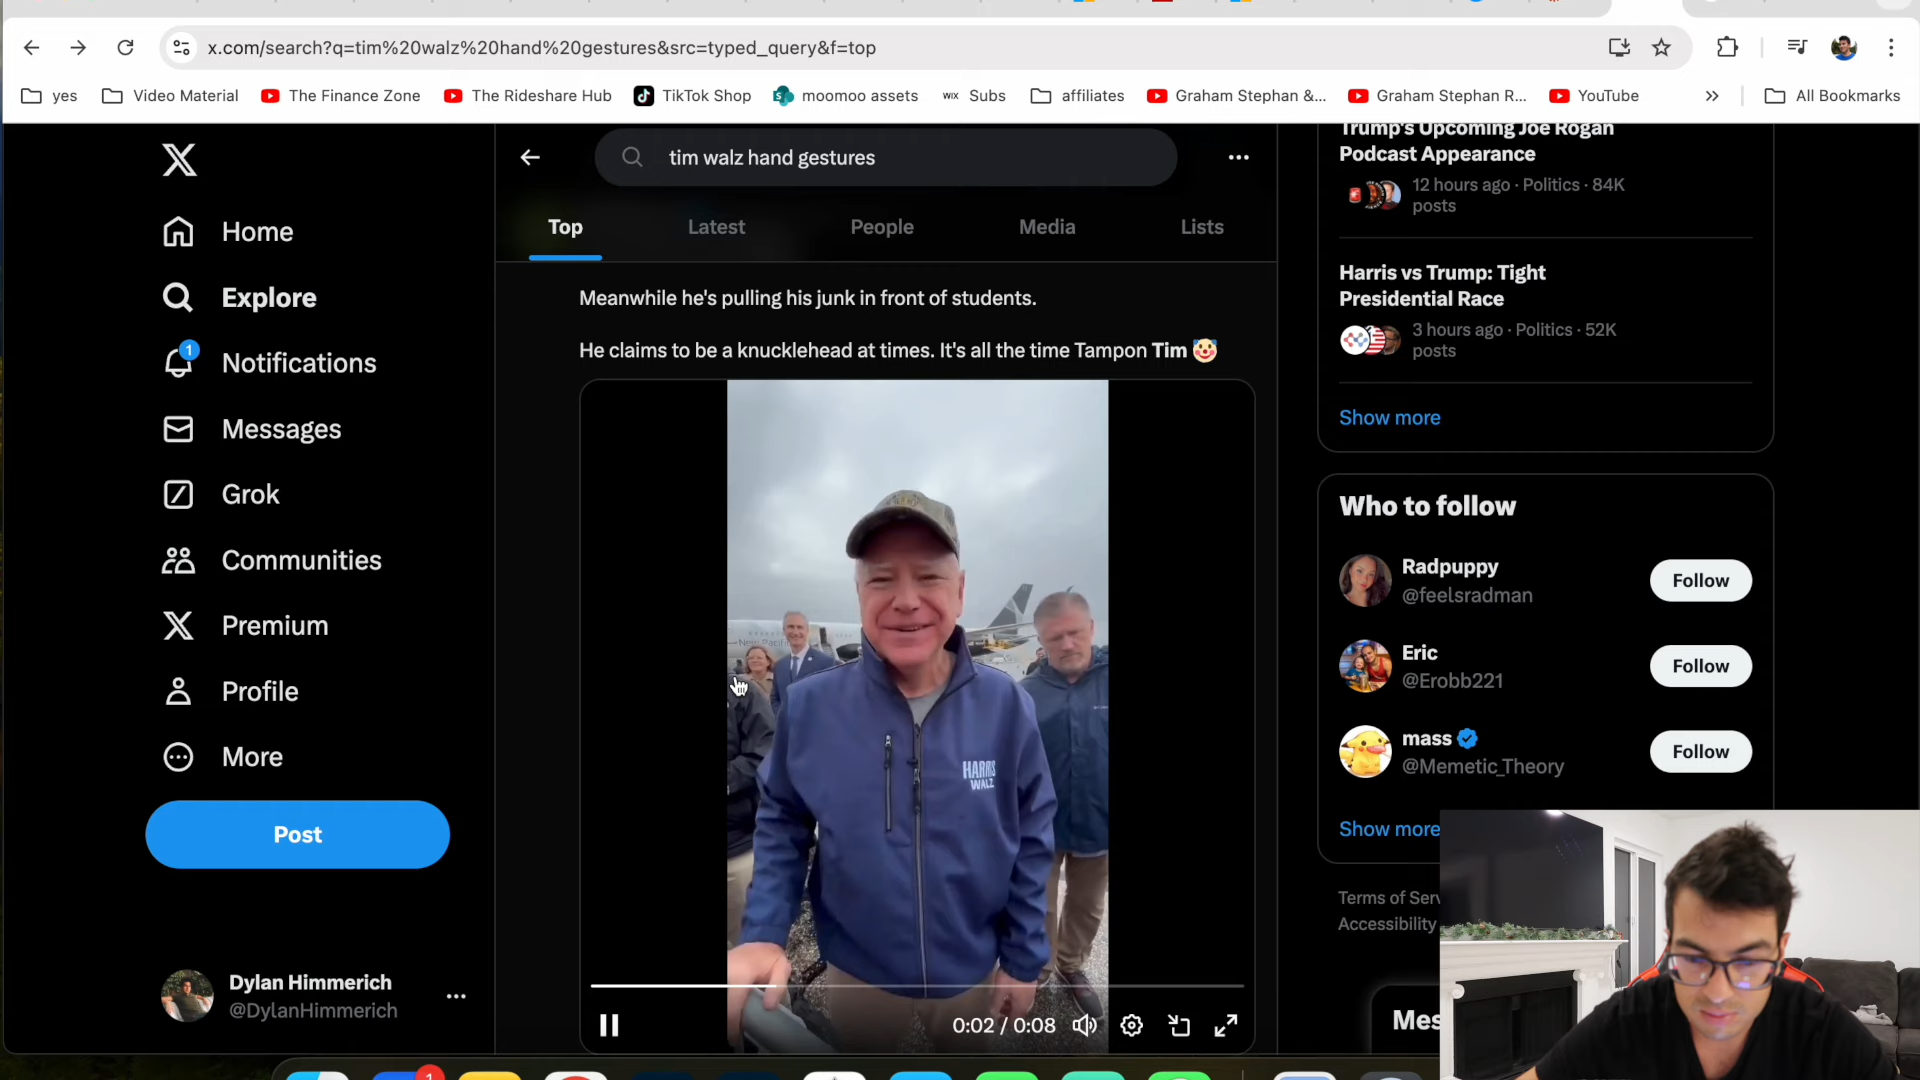 x.com/search?q=tim%20walz%20hand%20gestures&src=typed_query&f=top
yes
Video Material
The Finance Zone
The Rideshare Hub
TikTok Shop
moomoo assets
WIX Subs
affiliates
Graham Stephan &...
Graham Stephan R...
YouTube
All Bookmarks
tim walz hand gestures
Top
Latest
People
Media
Lists
Home
Explore
1
Notifications
Messages
Grok
Communities
Premium
Profile
More
Post
Dylan Himmerich
@DylanHimmerich
Meanwhile he's pulling his junk in front of students.
He claims to be a knucklehead at times. It's all the time Tampon Tim
New Pacific
HARRIS
WALZ
0:02 / 0:08
Trump's Upcoming Joe Rogan
Podcast Appearance
12 hours ago · Politics · 84K
posts
Harris vs Trump: Tight
Presidential Race
3 hours ago · Politics · 52K
posts
Show more
Who to follow
Radpuppy
@feelsradman
Follow
Eric
@Erobb221
Follow
mass
@Memetic_Theory
Follow
Show more
Terms of Serv
Accessibility
Mes
1